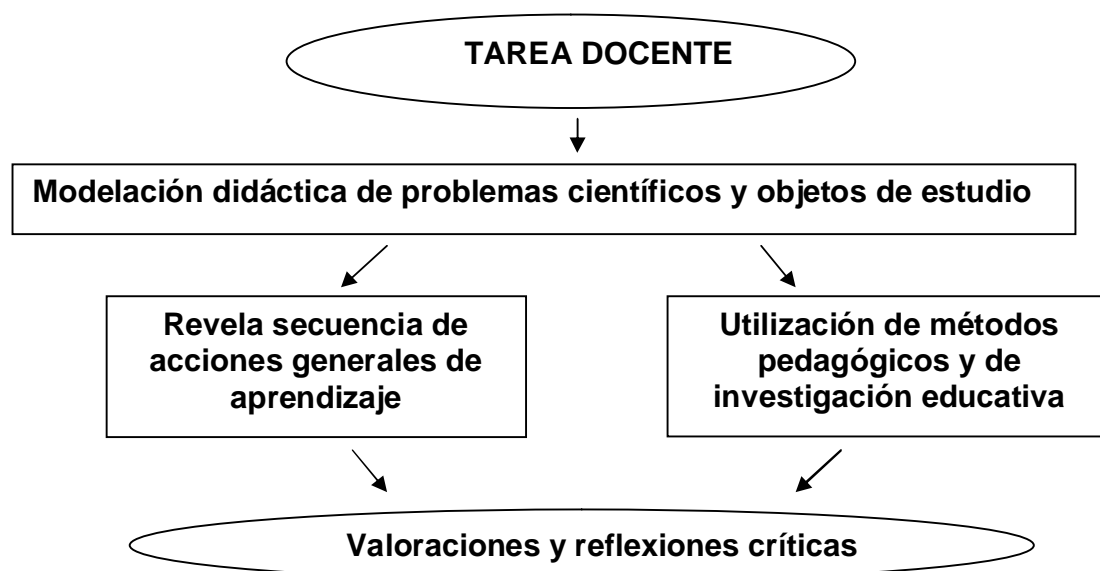 TAREA DOCENTE
Modelación didáctica de problemas científicos y objetos de estudio
Revela secuencia de
acciones generales de
aprendizaje
Utilización de métodos
pedagógicos y de
investigación educativa
Valoraciones y reflexiones críticas